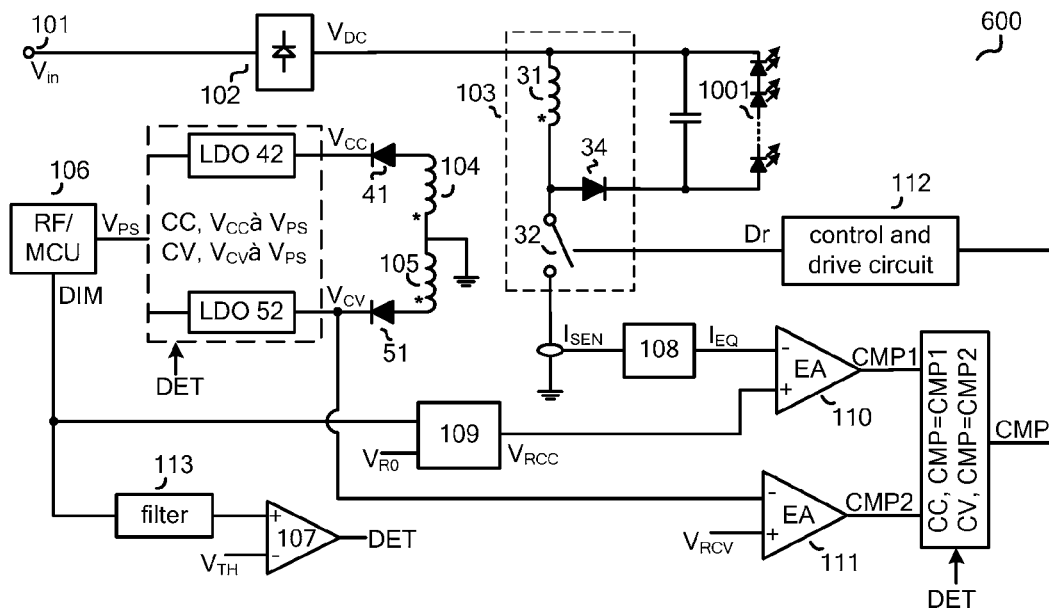 101
Vin
102
VDC
103
31
*
1001
600
34
32
112
Dr
control and
drive circuit
106
RF/
MCU
VPS
DIM
LDO 42
CC, VCCà VPS
CV, VCVà VPS
LDO 52
DET
VCC
41
104
*
105
*
VCV
51
ISEN
108
IEQ
-
EA
+
110
CMP1
109
VR0
VRCC
113
filter
+
107
-
VTH
DET
-
EA
+
111
VRCV
CMP2
CC, CMP=CMP1
CV, CMP=CMP2
CMP
DET